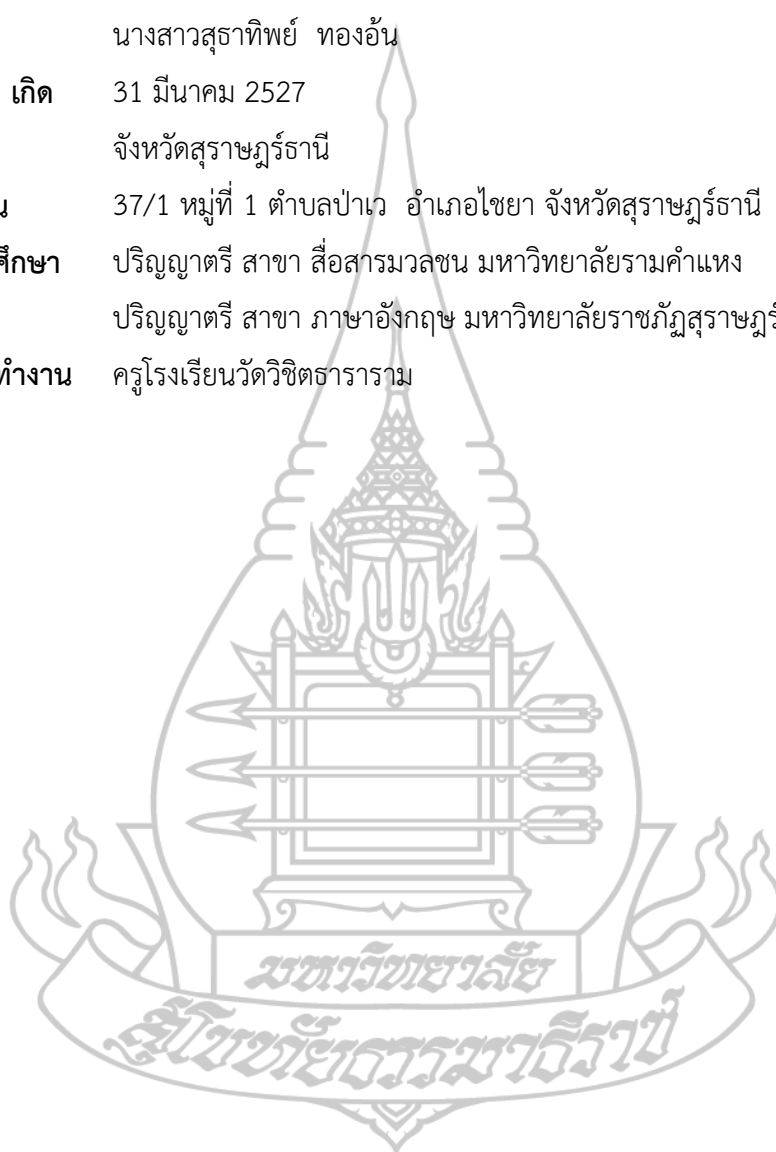 นางสาวสุธาทิพย์ ทองอ้น
เกิด 31 มีนาคม 2527
จังหวัดสุราษฎร์ธานี
37/1 หมู่ที่ 1 ตำบลป่าเว อำเภอไชยา จังหวัดสุราษฎร์ธานี
ปริญญาตรี สาขา สื่อสารมวลชน มหาวิทยาลัยรามคำแหง
ปริญญาตรี สาขา ภาษาอังกฤษ มหาวิทยาลัยราชภัฏสุราษฎร์
ทำงาน ครูโรงเรียนวัดวิชิตธาราราม
มหาวิทยาลัย
สุโขทัยธรรมาธิราช